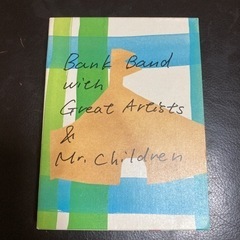 Bank Band
with
Great Artists
&
Mr. Children